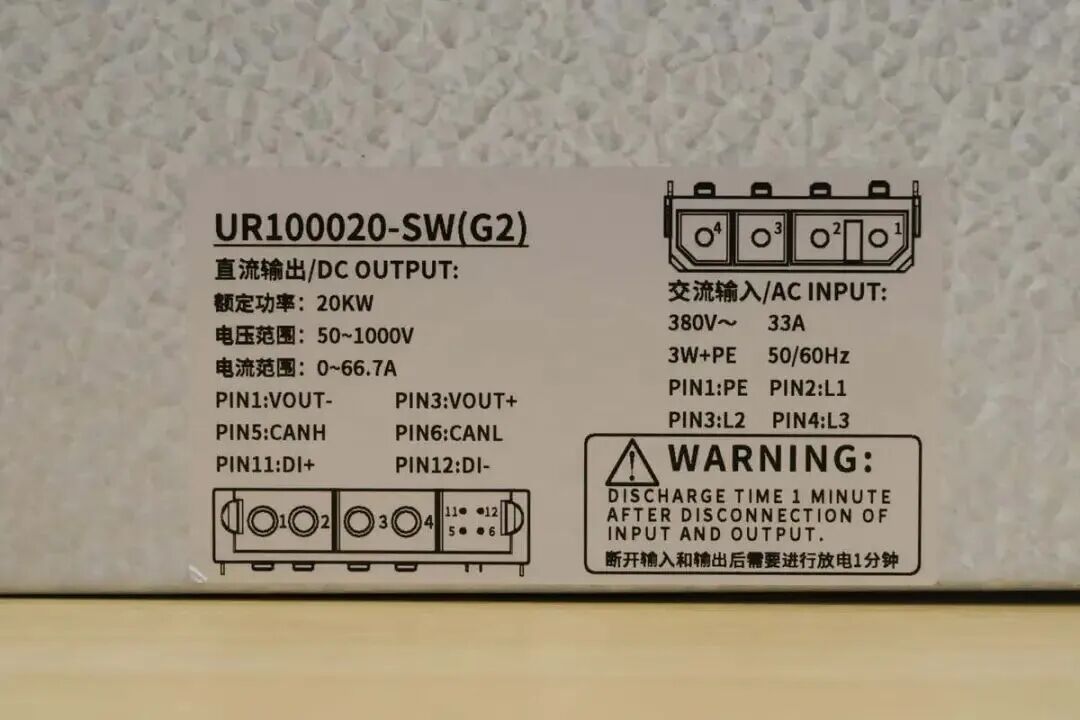 UR100020-SW(G2)
直流输出/DC OUTPUT:
额定功率：20KW
电压范围：50~1000V
电流范围：0~66.7A
PIN1:VOUT- PIN3:VOUT+
PIN5:CANH PIN6:CANL
PIN11:DI+ PIN12:DI-
1 2 3 4 11 12
5 6
4 3 2 1
交流输入/AC INPUT:
380V～ 33A
3W+PE 50/60Hz
PIN1:PE PIN2:L1
PIN3:L2 PIN4:L3
WARNING:
DISCHARGE TIME 1 MINUTE
AFTER DISCONNECTION OF
INPUT AND OUTPUT.
断开输入和输出后需要进行放电1分钟